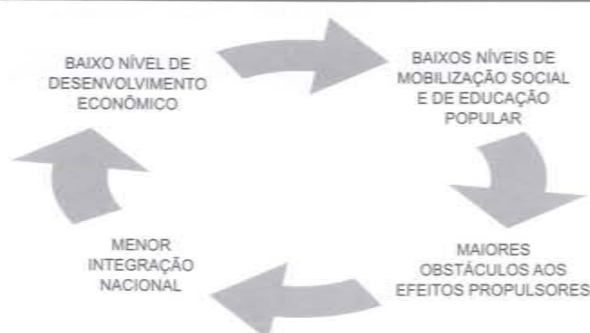 BAIXO NÍVEL DE
DESENVOLVIMENTO
ECONÔMICO
BAIXOS NÍVEIS DE
MOBILIZAÇÃO SOCIAL
E DE EDUCAÇÃO
POPULAR
MAIORES
OBSTÁCULOS AOS
EFEITOS PROPULSORES
MENOR
INTEGRAÇÃO
NACIONAL